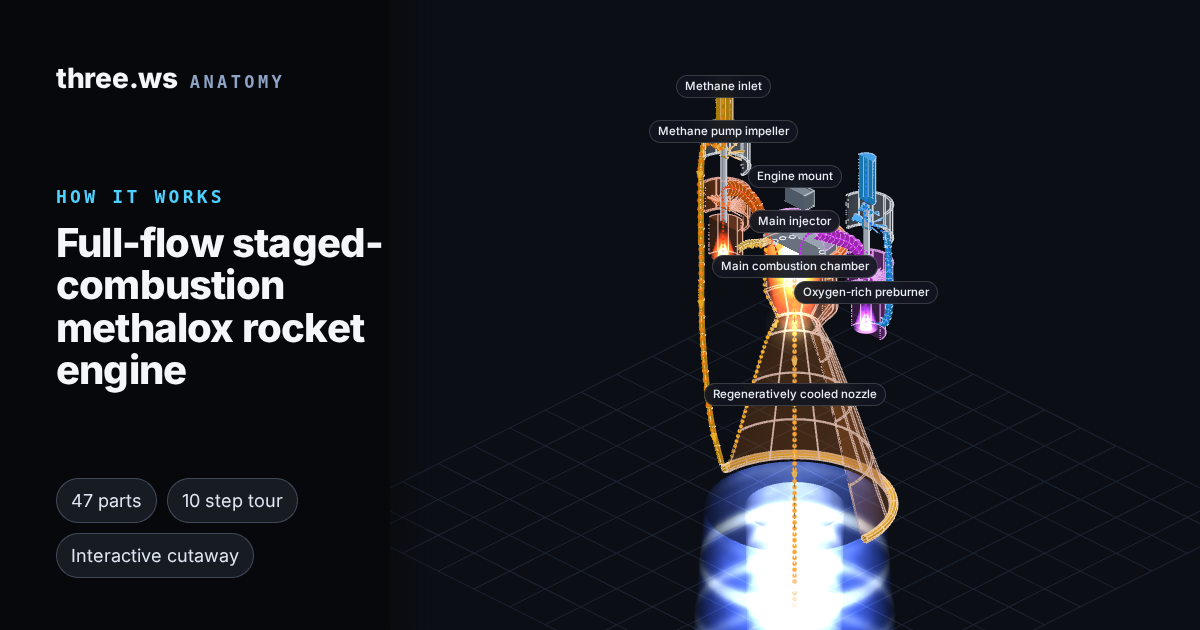 three.ws ANATOMY
HOW IT WORKS
Full-flow staged-
combustion
methalox rocket
engine
47 parts
10 step tour
Interactive cutaway
Methane inlet
Methane pump impeller
Engine mount
Main injector
Main combustion chamber
Oxygen-rich preburner
Regeneratively cooled nozzle